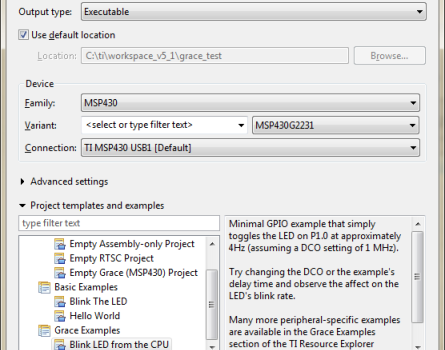 Output type: Executable
Use default location
Location: C:\ti\workspace_v5_1\grace_test Browse...
Device
Family: MSP430
Variant: <select or type filter text> MSP430G2231
Connection: TI MSP430 USB1 [Default]
Advanced settings
Project templates and examples
type filter text
Empty Assembly-only Project
Empty RTSC Project
Empty Grace (MSP430) Project
Basic Examples
Blink The LED
Hello World
Grace Examples
Blink LED from the CPU
Minimal GPIO example that simply
toggles the LED on P1.0 at approximately
4Hz (assuming a DCO setting of 1 MHz).
Try changing the DCO or the example's
delay time and observe the affect on the
LED's blink rate.
Many more peripheral-specific examples
are available in the Grace Examples
section of the TI Resource Explorer